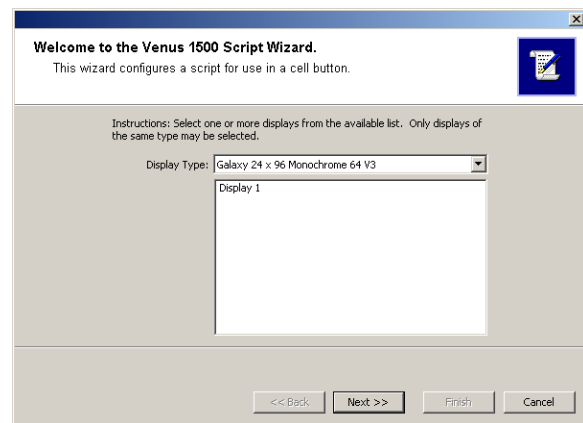 Welcome to the Venus 1500 Script Wizard.
This wizard configures a script for use in a cell button.
Instructions: Select one or more displays from the available list.  Only displays of
the same type may be selected.
Display Type: Galaxy 24 x 96 Monochrome 64 V3
Display 1
<< Back Next >> Finish Cancel